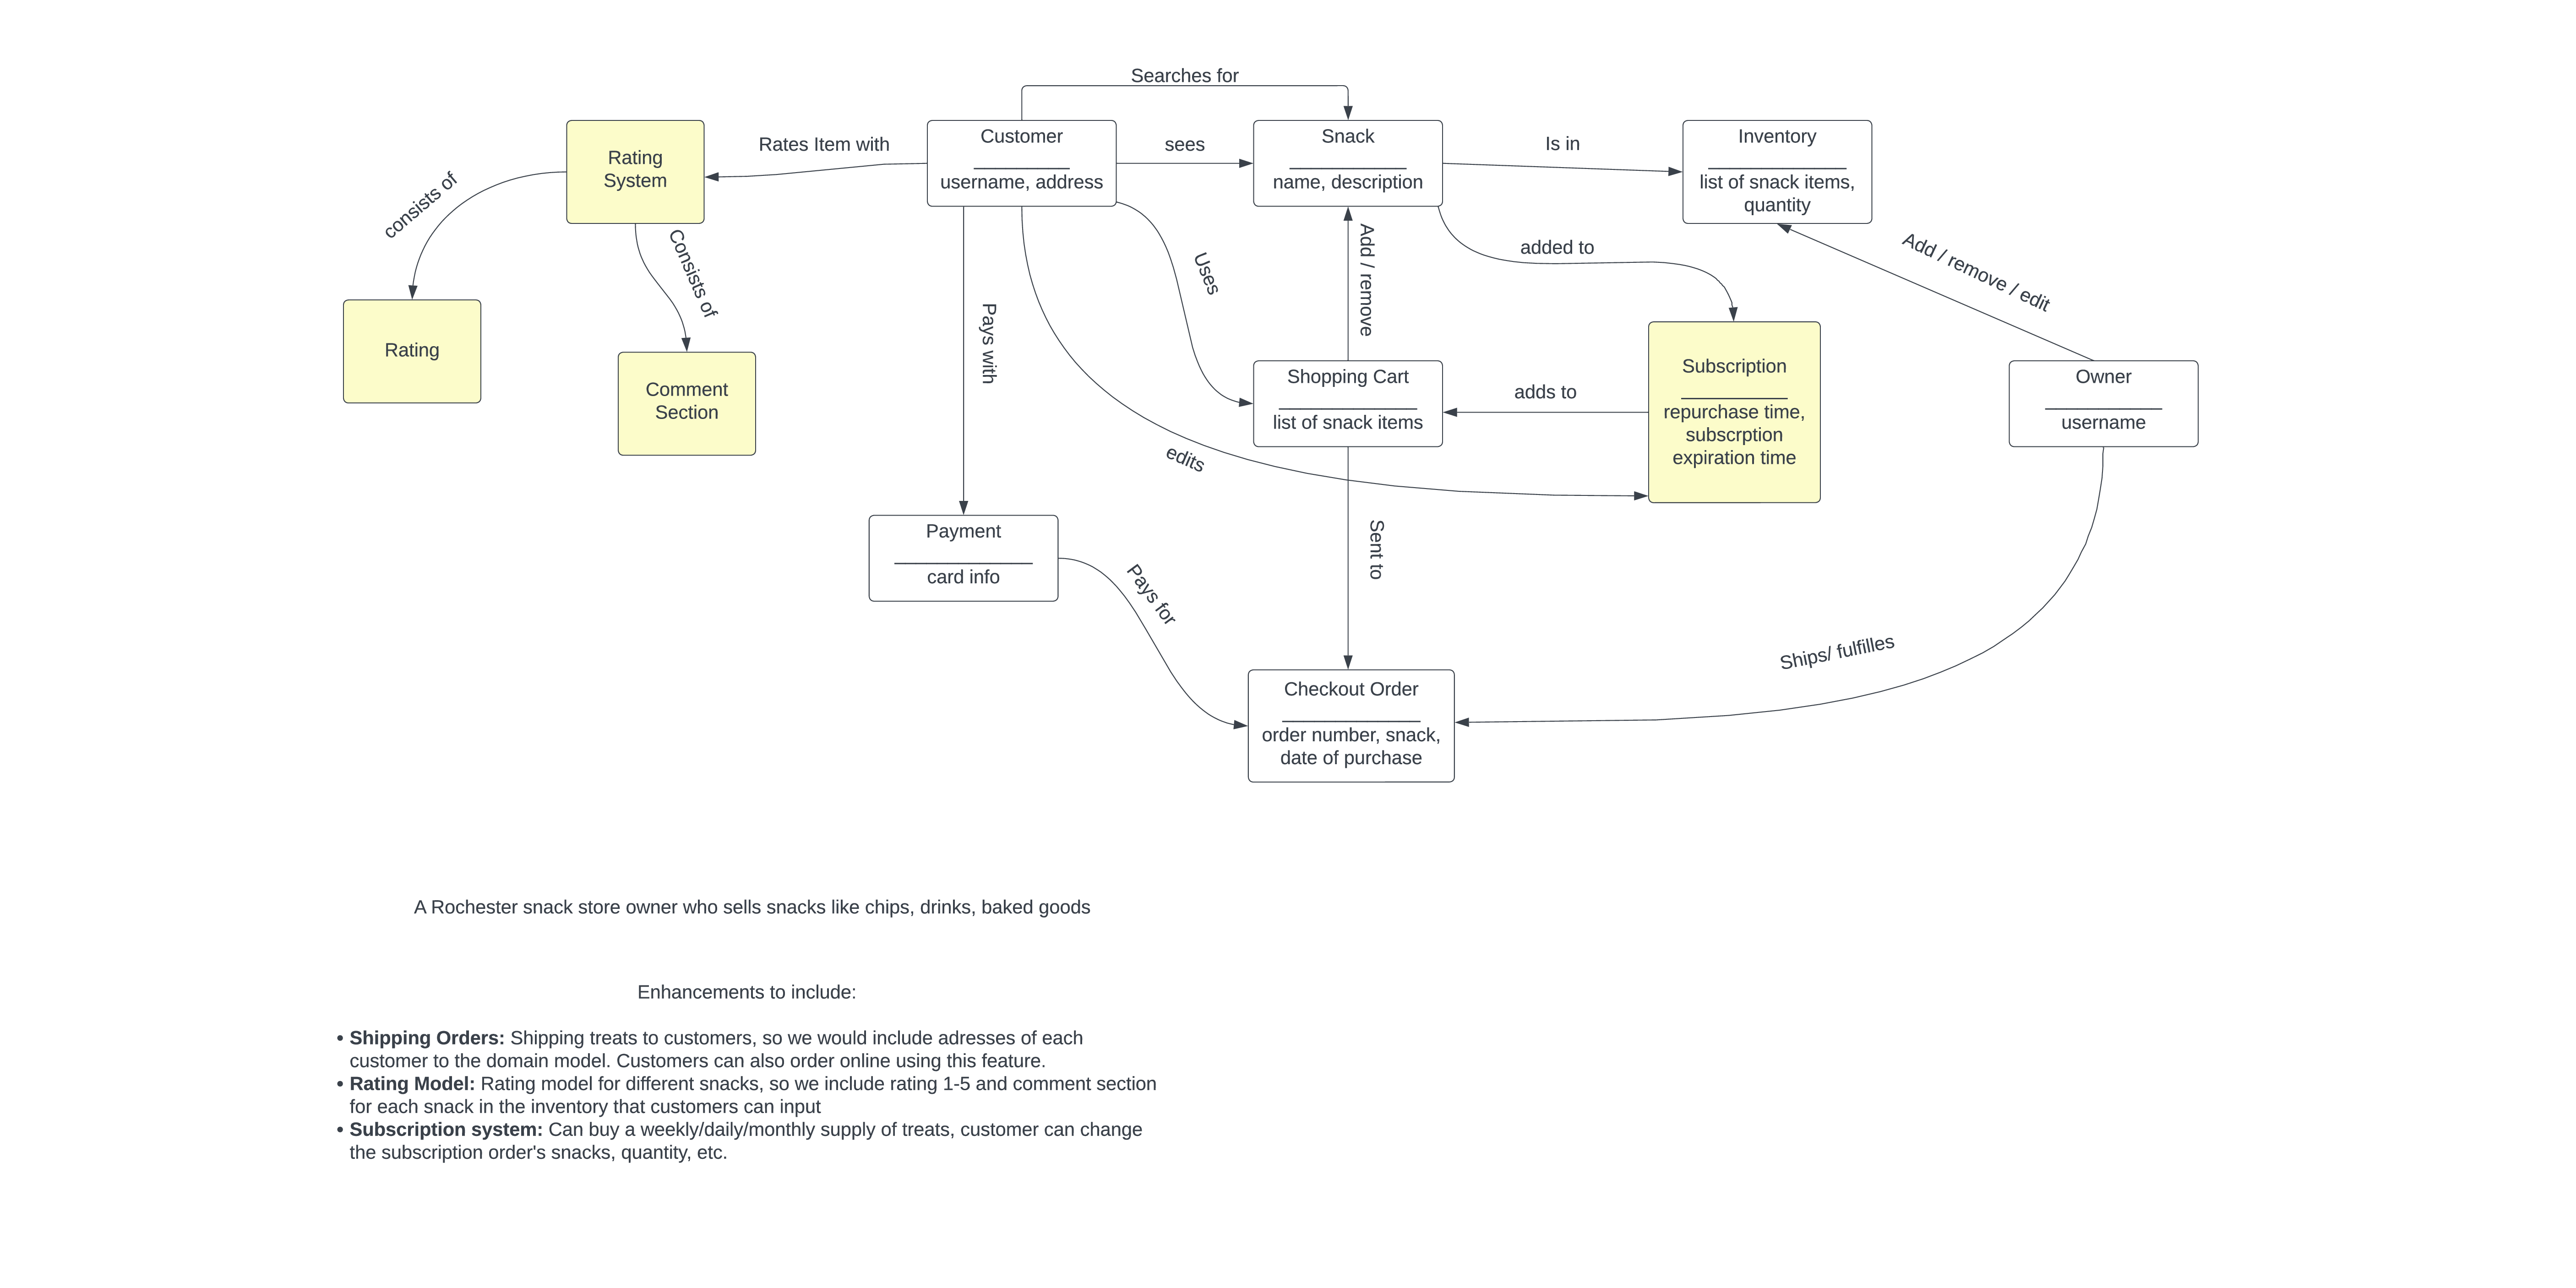 Searches for
Rating
System
consists of
Consists of
Rating
Comment
Section
Rates Item with
Customer
username, address
sees
Snack
name, description
Is in
Inventory
list of snack items,
quantity
Add / remove / edit
added to
Add / remove
Uses
Pays with
edits
Shopping Cart
list of snack items
adds to
Subscription
repurchase time,
subscrption
expiration time
Owner
username
Payment
card info
Pays for
Sent to
Ships/ fulfilles
Checkout Order
order number, snack,
date of purchase
A Rochester snack store owner who sells snacks like chips, drinks, baked goods
Enhancements to include:
• Shipping Orders: Shipping treats to customers, so we would include adresses of each
customer to the domain model. Customers can also order online using this feature.
• Rating Model: Rating model for different snacks, so we include rating 1-5 and comment section
for each snack in the inventory that customers can input
• Subscription system: Can buy a weekly/daily/monthly supply of treats, customer can change
the subscription order's snacks, quantity, etc.